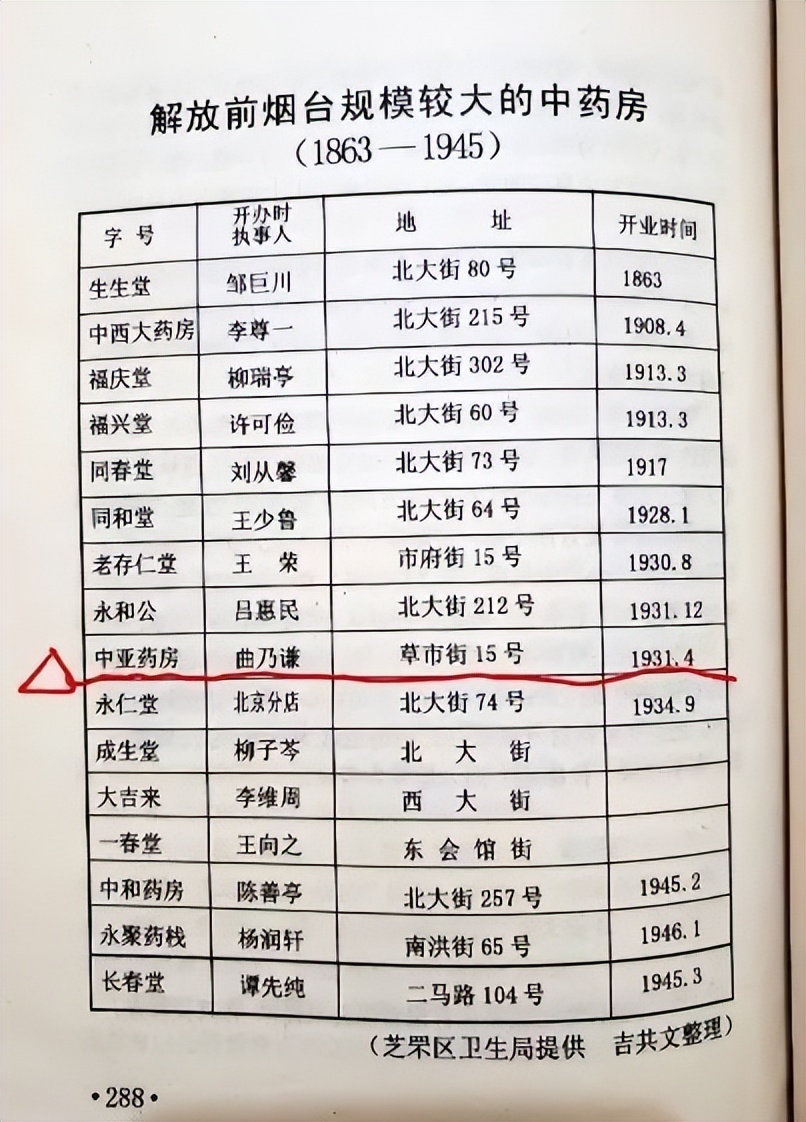 解放前烟台规模较大的中药房
(1863—1945)
字号 开办时执事人 地址 开业时间
生生堂 邹巨川 北大街80号 1863
中西大药房 李尊一 北大街215号 1908.4
福庆堂 柳瑞亭 北大街302号 1913.3
福兴堂 许可俭 北大街60号 1913.3
同春堂 刘从馨 北大街73号 1917
同和堂 王少鲁 北大街64号 1928.1
老存仁堂 王荣 市府街15号 1930.8
永和公 吕惠民 北大街212号 1931.12
中亚药房 曲乃谦 草市街15号 1931.4
永仁堂 北京分店 北大街74号 1934.9
成生堂 柳子芩 北大街
大吉来 李维周 西大街
一春堂 王向之 东会馆街
中和药房 陈善亭 北大街257号 1945.2
永聚药栈 杨润轩 南洪街65号 1946.1
长春堂 谭先纯 二马路104号 1945.3
(芝罘区卫生局提供 吉共文整理)
·288·